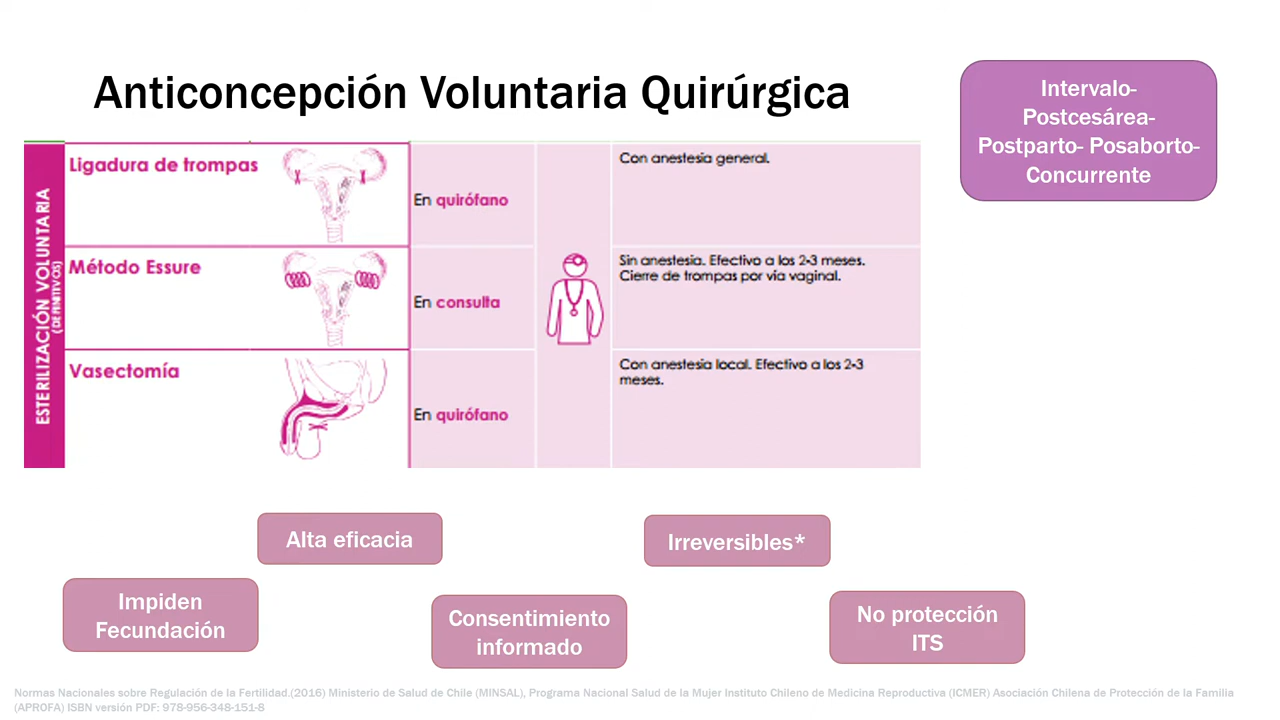 Anticoncepción Voluntaria Quirúrgica
Intervalo-
Postcesárea-
Postparto- Posaborto-
Concurrente
ESTERILIZACIÓN VOLUNTARIA
(DEFINITIVOS)
Ligadura de trompas
En quirófano
Con anestesia general.
Método Essure
En consulta
Sin anestesia. Efectivo a los 2-3 meses.
Cierre de trompas por vía vaginal.
Vasectomía
En quirófano
Con anestesia local. Efectivo a los 2-3
meses.
Alta eficacia
Irreversibles*
Impiden
Fecundación
Consentimiento
informado
No protección
ITS
Normas Nacionales sobre Regulación de la Fertilidad.(2016) Ministerio de Salud de Chile (MINSAL), Programa Nacional Salud de la Mujer Instituto Chileno de Medicina Reproductiva (ICMER) Asociación Chilena de Protección de la Familia
(APROFA) ISBN versión PDF: 978-956-348-151-8